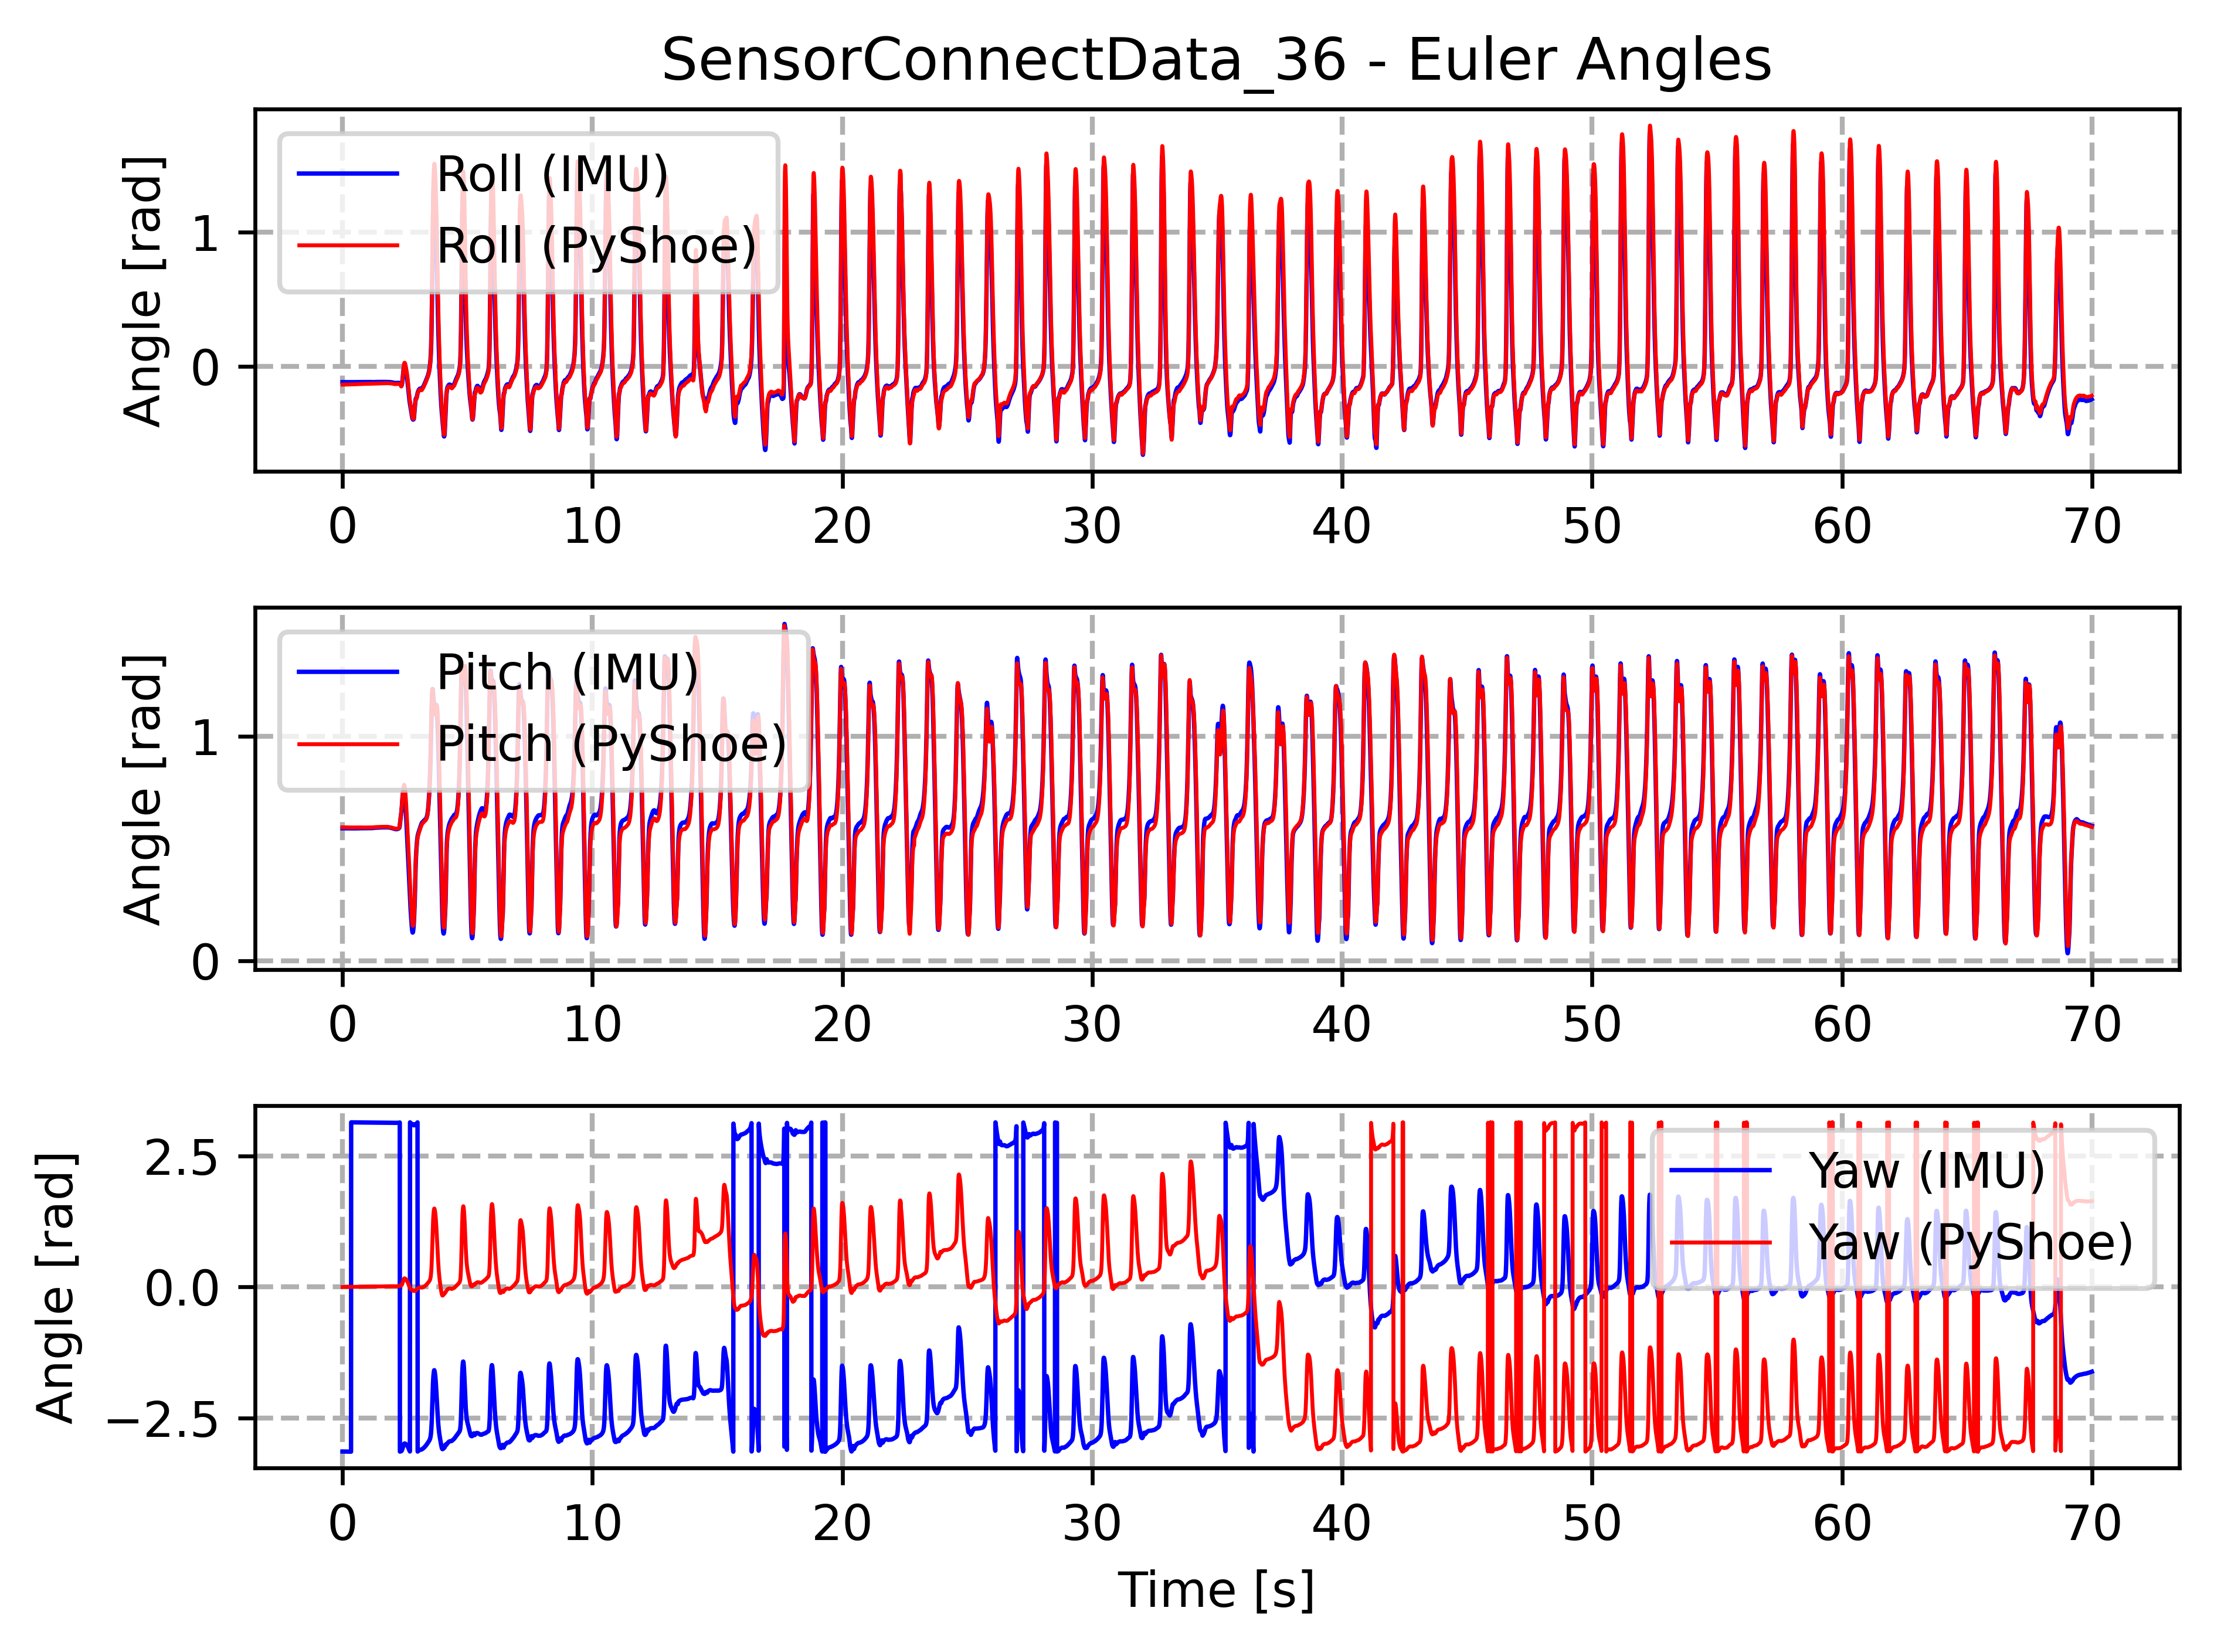 SensorConnectData_36 - Euler Angles
Angle [rad]
1
0
Roll (IMU)
Roll (PyShoe)
0 10 20 30 40 50 60 70
Angle [rad]
1
0
Pitch (IMU)
Pitch (PyShoe)
0 10 20 30 40 50 60 70
Angle [rad]
2.5
0.0
−2.5
Yaw (IMU)
Yaw (PyShoe)
0 10 20 30 40 50 60 70
Time [s]